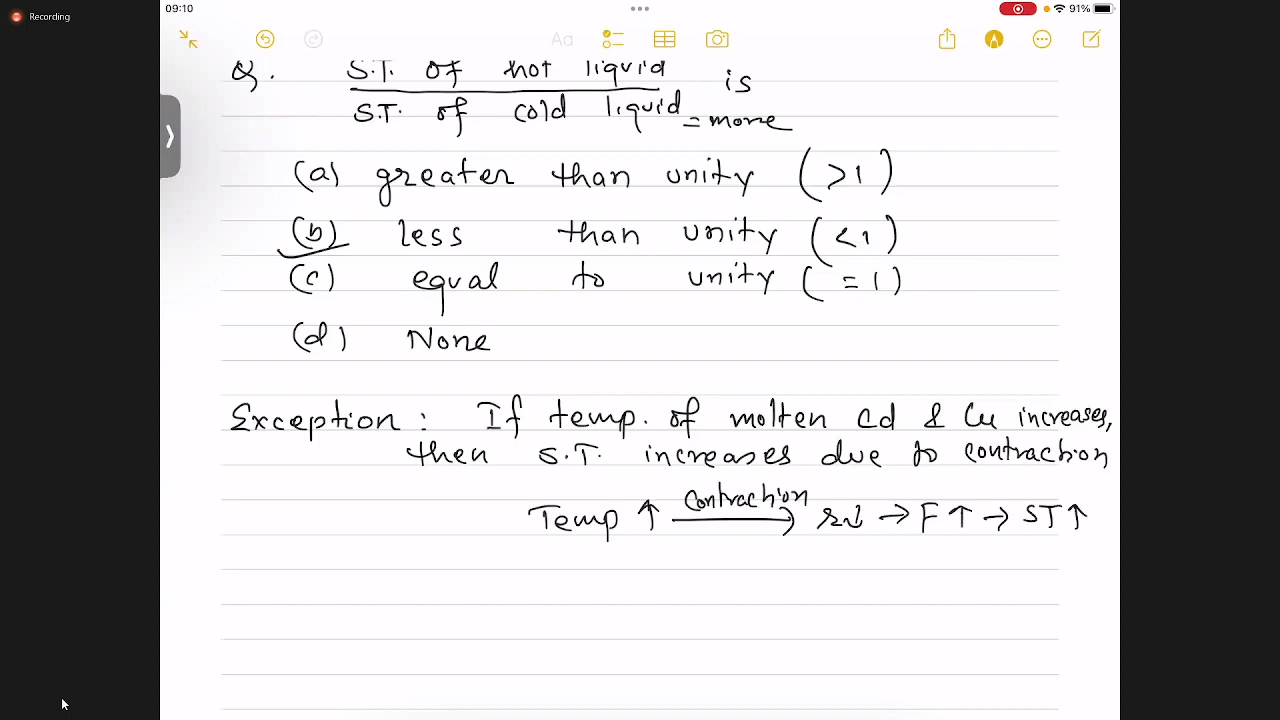 Recording
09:10
91%
Aa
Q. S.T. of hot liquid
S.T. of cold liquid = more is
(a) greater than unity (>1)
(b) less than unity (<1)
(c) equal to unity (=1)
(d) None
Exception: If temp. of molten Cd & Cu increases,
then S.T. increases due to contraction
Temp ↑ contraction → r↓ → F↑ → ST↑